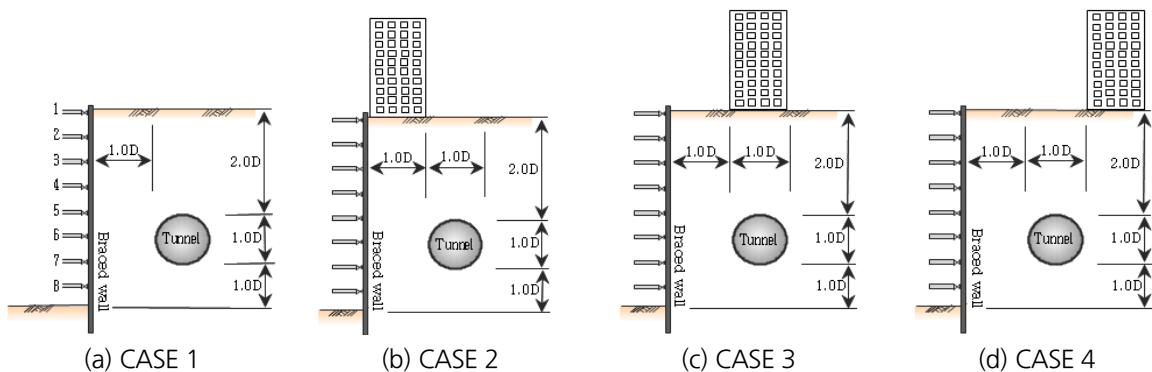 1
2
3
4
5
6
7
8
1.0D
2.0D
1.0D
1.0D
Tunnel
Braced wall
(a) CASE 1
1.0D
1.0D
2.0D
1.0D
1.0D
Tunnel
Braced wall
(b) CASE 2
1.0D
1.0D
2.0D
1.0D
1.0D
Tunnel
Braced wall
(c) CASE 3
1.0D
1.0D
2.0D
1.0D
1.0D
Tunnel
Braced wall
(d) CASE 4